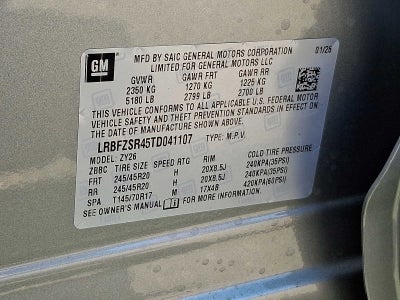 GM
MFD BY SAIC GENERAL MOTORS CORPORATION 01/26
LIMITED FOR GENERAL MOTORS LLC
GVWR GAWR FRT GAWR RR
2350 KG 1270 KG 1225 KG
5180 LB 2799 LB 2700 LB
THIS VEHICLE CONFORMS TO ALL APPLICABLE U.S. FEDERAL MOTOR
VEHICLE SAFETY AND THEFT PREVENTION STANDARDS IN EFFECT ON
THE DATE OF MANUFACTURE SHOWN ABOVE.
LRBFZSR45TD041107 TYPE: M.P.V.
MODEL: ZY26
ZBBC TIRE SIZE SPEED RTG RIM COLD TIRE PRESSURE
FRT 245/45R20 H 20X8.5J 240KPA(35PSI)
RR 245/45R20 H 20X8.5J 240KPA(35PSI)
SPA T145/70R17 M 17X4B 420KPA(60PSI)
SEE OWNER'S MANUAL FOR MORE INFORMATION.